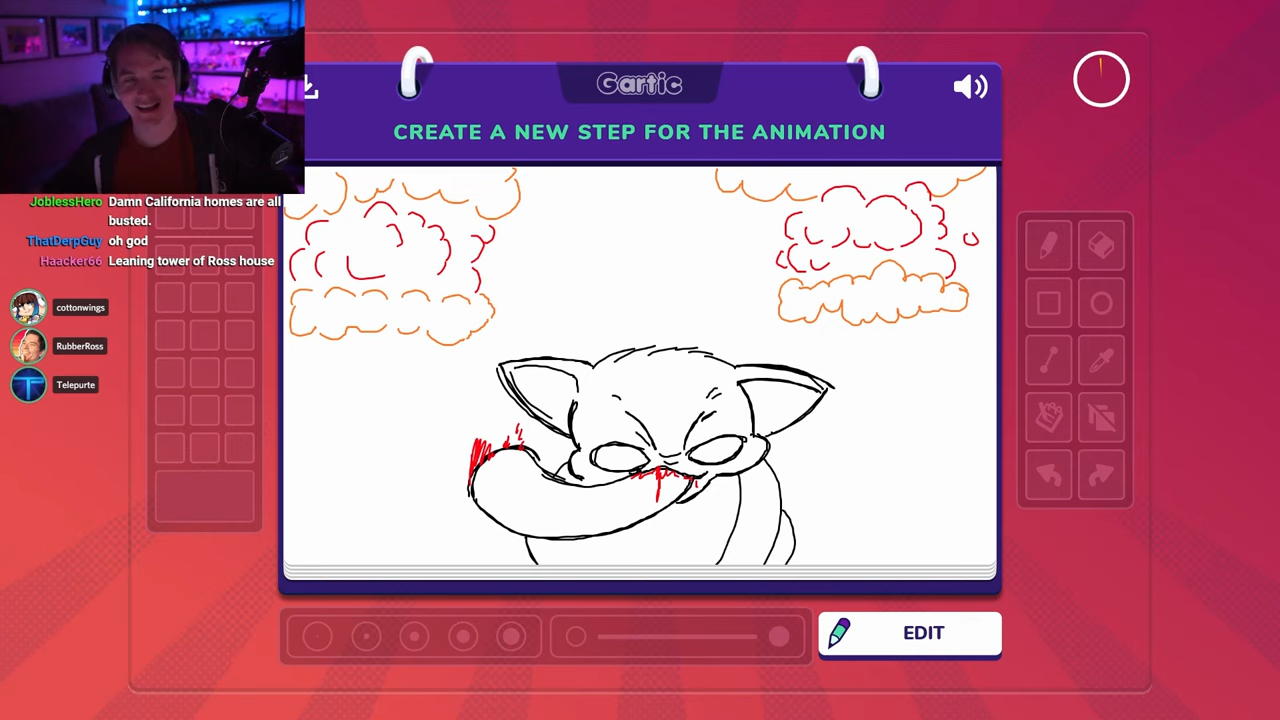 Gartic
CREATE A NEW STEP FOR THE ANIMATION
JoblessHero Damn California homes are all
busted.
ThatDerpGuy oh god
Haacker66 Leaning tower of Ross house
cottonwings
RubberRoss
Telepurte
EDIT